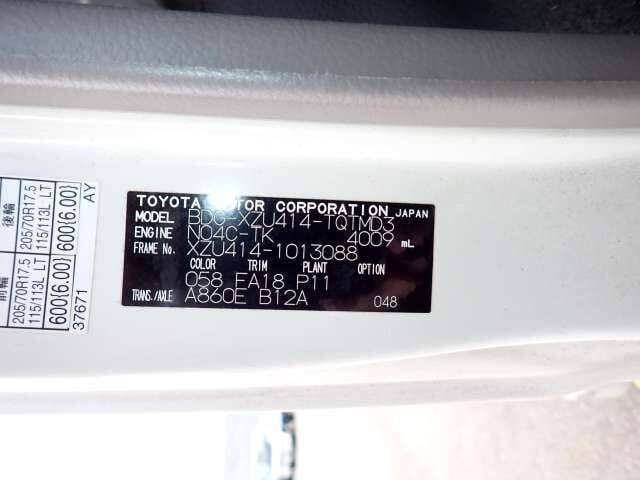 TOYOTA MOTOR CORPORATION JAPAN
MODEL BDG-XZU414-TQTMD3
ENGINE N04C-TK 4009 mL
FRAME No. XZU414-1013088
COLOR TRIM PLANT OPTION
058 FA18 P11
TRANS./AXLE A860E B12A 048
前輪 後輪
205/70R17.5 205/70R17.5
115/113L LT 115/113L LT
600{6.00} 600{6.00}
37671 AY